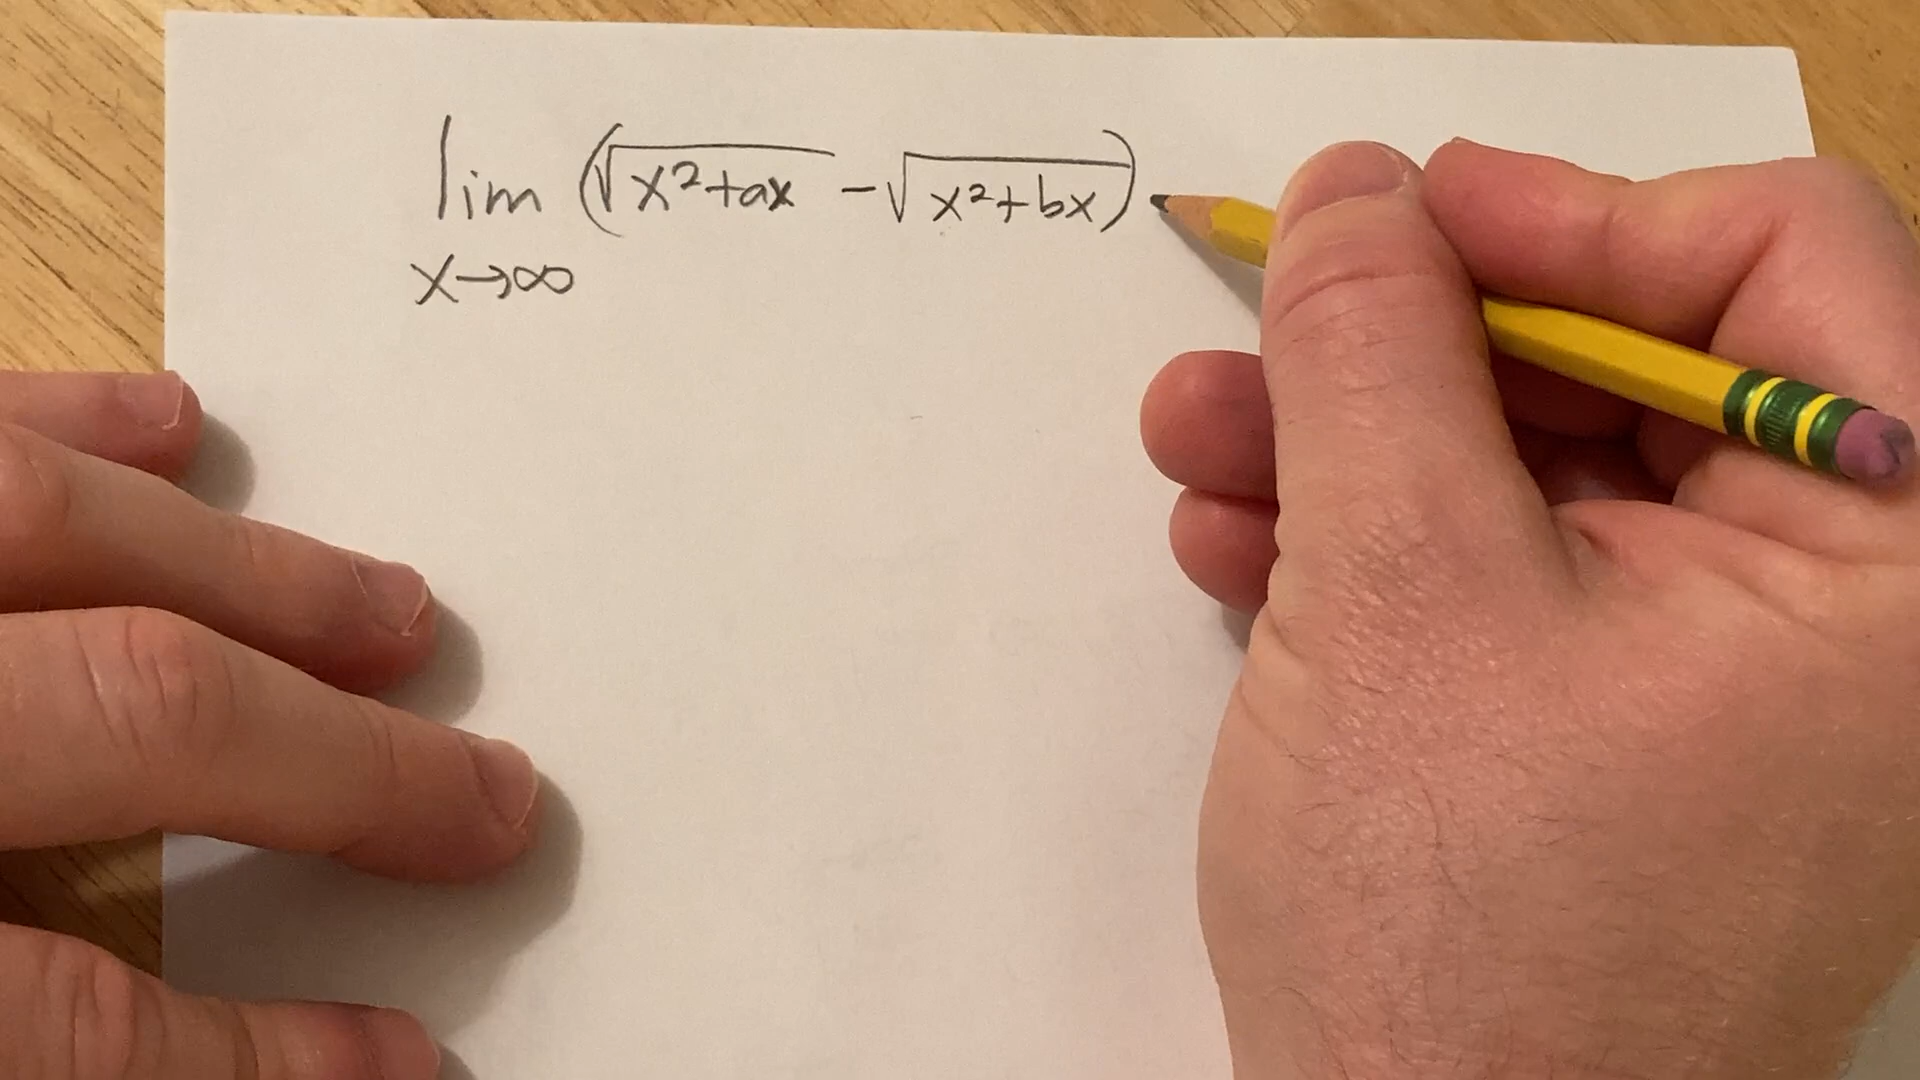 lim (√x²+ax - √x²+bx)
x→∞